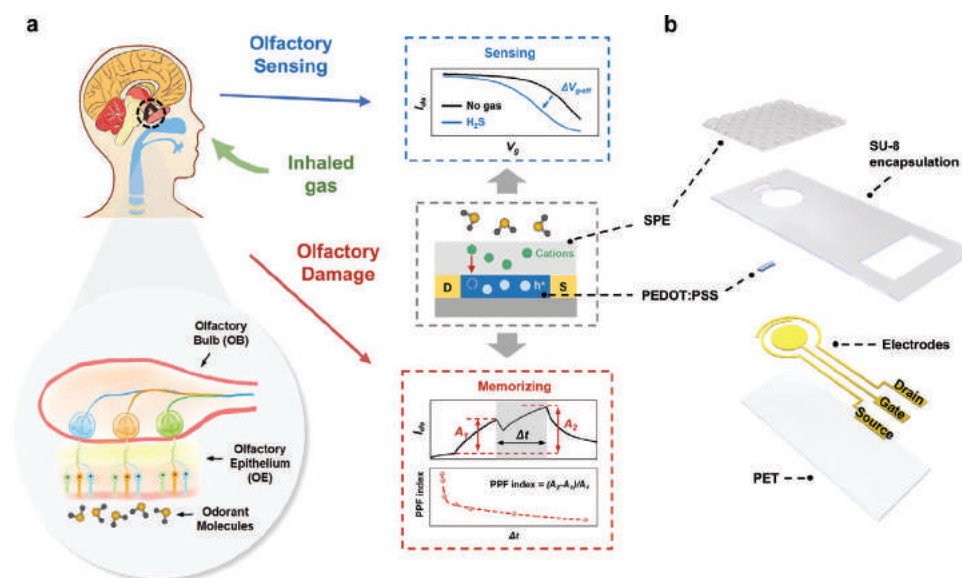 a
Olfactory
Sensing
Inhaled
gas
Olfactory
Damage
Olfactory
Bulb (OB)
Olfactory
Epithelium
(OE)
Odorant
Molecules
Sensing
I_ds
No gas
H₂S
ΔV_g-eff
V_g
Cations
D
h⁺
S
Memorizing
I_ds
A₁
Δt
A₂
PPF index
PPF index = (A₂-A₁)/A₁
Δt
b
SU-8
encapsulation
SPE
PEDOT:PSS
Electrodes
Drain
Gate
Source
PET